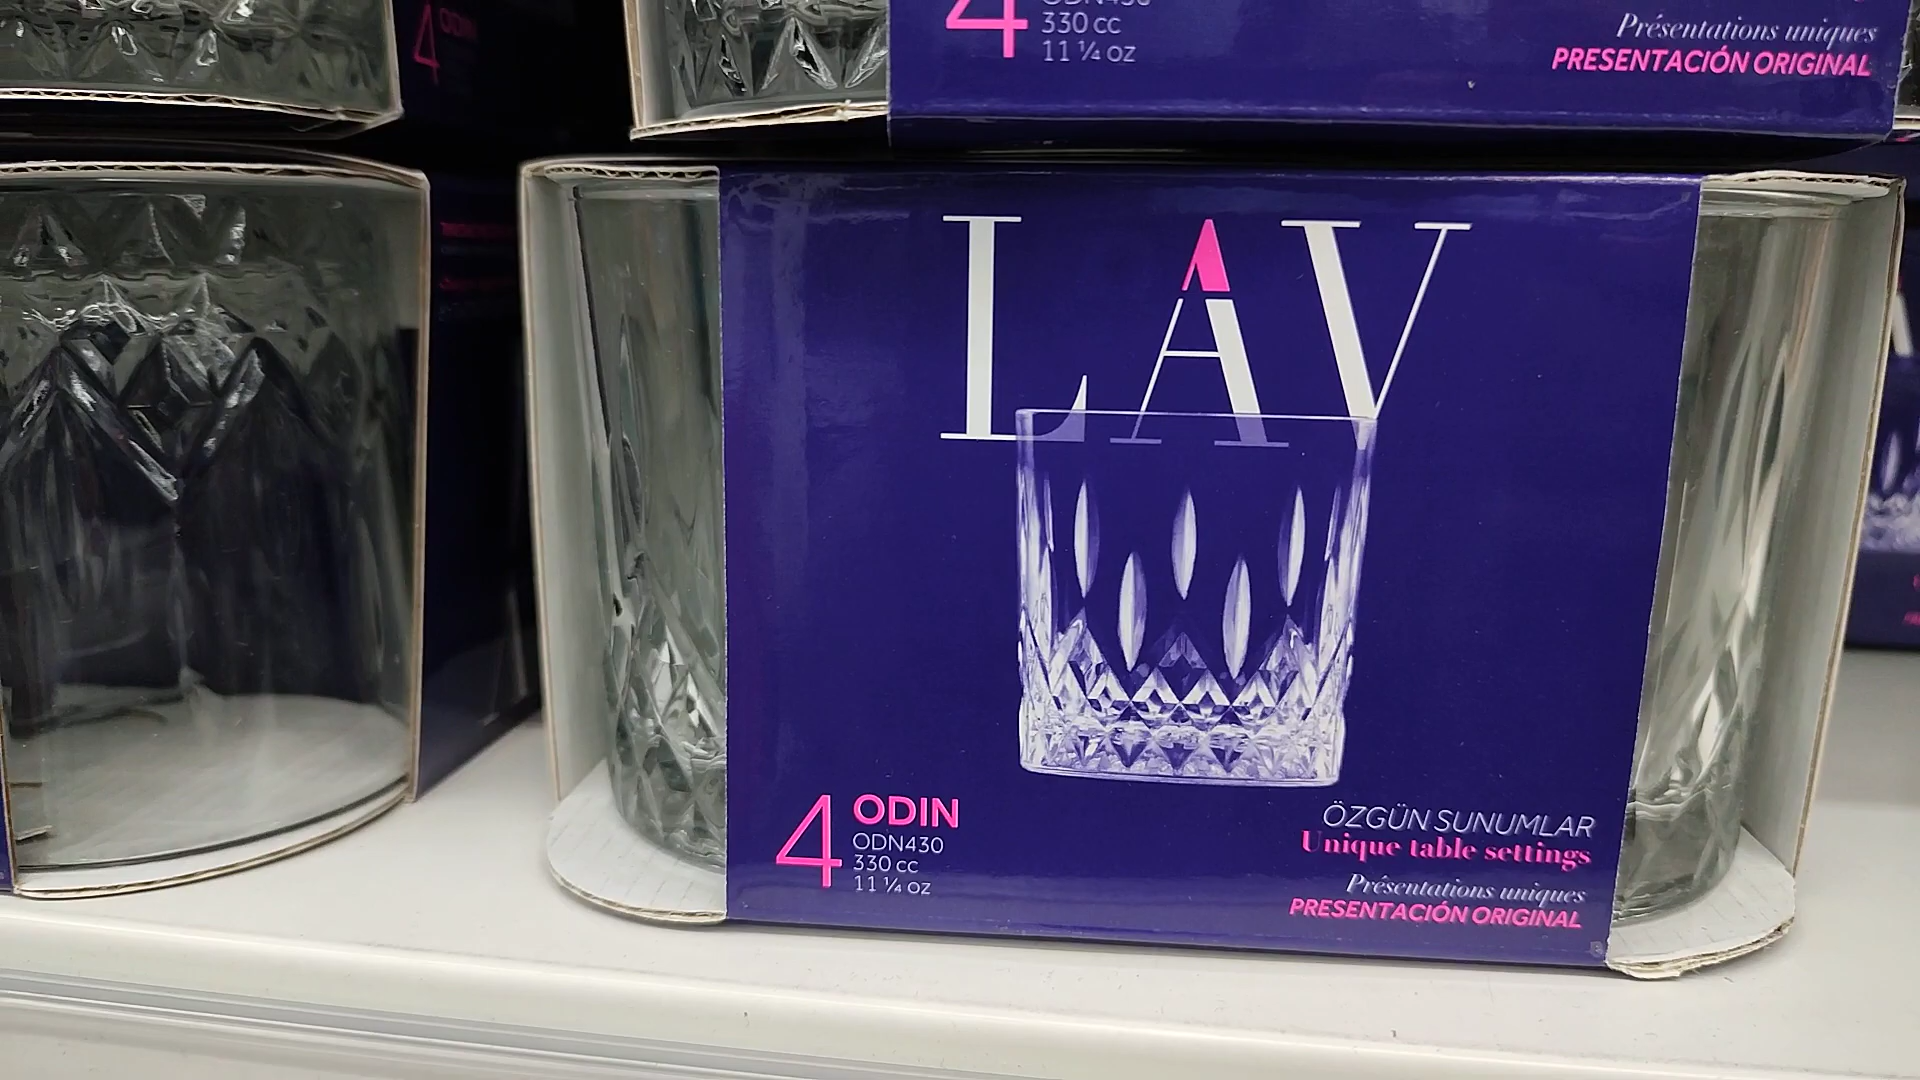 4 ODIN
4
330 cc
11 ¼ oz
Présentations uniques
PRESENTACIÓN ORIGINAL
LAV
4
ODIN
ODN430
330 cc
11 ¼ oz
ÖZGÜN SUNUMLAR
Unique table settings
Présentations uniques
PRESENTACIÓN ORIGINAL